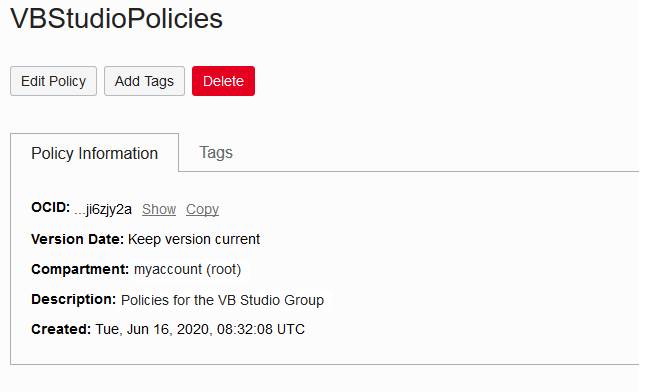 VBStudioPolicies
Edit Policy Add Tags Delete
Policy Information Tags
OCID: ...ji6zjy2a Show Copy
Version Date: Keep version current
Compartment: myaccount (root)
Description: Policies for the VB Studio Group
Created: Tue, Jun 16, 2020, 08:32:08 UTC